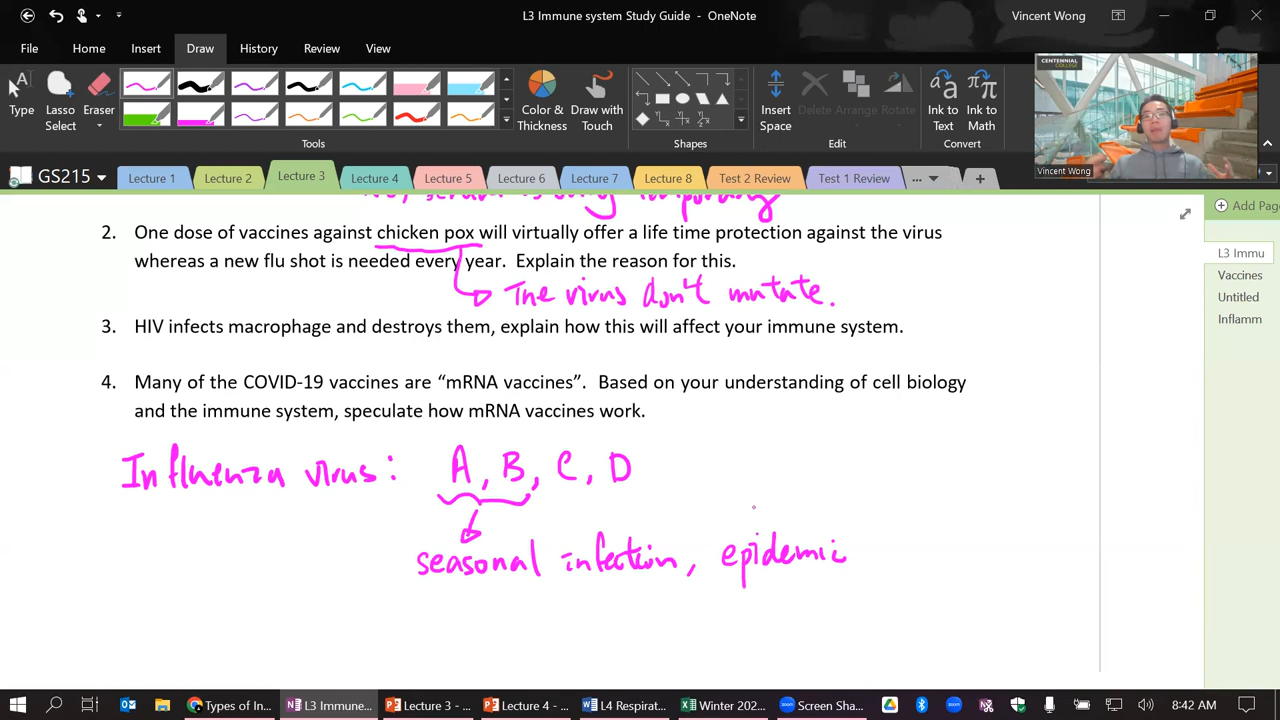 L3 Immune system Study Guide - OneNote
Vincent Wong
File Home Insert Draw History Review View
Type
Lasso Select
Eraser
Color & Thickness
Draw with Touch
Insert Space
Delete Arrange Rotate
Ink to Text
Ink to Math
Tools
Shapes
Edit
Convert
CENTENNIAL COLLEGE
Vincent Wong
GS215
Lecture 1 Lecture 2 Lecture 3 Lecture 4 Lecture 5 Lecture 6 Lecture 7 Lecture 8 Test 2 Review Test 1 Review ... +
Add Pag
L3 Immu
Vaccines
Untitled
Inflamm
2. One dose of vaccines against chicken pox will virtually offer a life time protection against the virus
whereas a new flu shot is needed every year. Explain the reason for this.
The virus don't mutate.
3. HIV infects macrophage and destroys them, explain how this will affect your immune system.
4. Many of the COVID-19 vaccines are “mRNA vaccines”. Based on your understanding of cell biology
and the immune system, speculate how mRNA vaccines work.
Influenza virus: A, B, C, D
seasonal infection, epidemic
Types of In... L3 Immune... Lecture 3 - ... Lecture 4 - ... L4 Respirat... Winter 202... Screen Sha... 8:42 AM